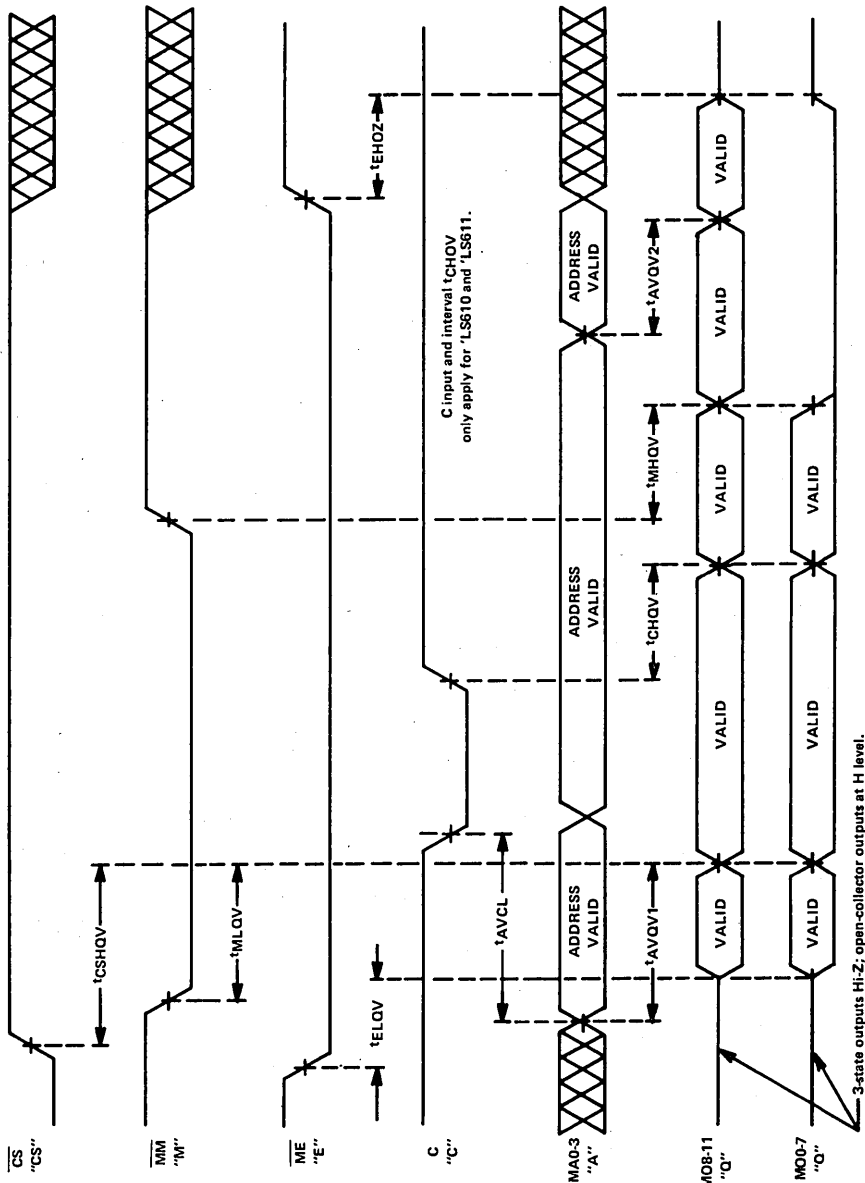 CS
"CS"
tCSHQV
MM
"M"
tMLQV
ME
"E"
tELQV
tEHQZ
C
"C"
C input and interval tCHQV
only apply for 'LS610 and 'LS611.
tAVCL
MA0-3
"A"
ADDRESS
VALID
ADDRESS
VALID
ADDRESS
VALID
tAVQV1
tCHQV
tMHQV
tAVQV2
MO8-11
"Q"
VALID
VALID
VALID
VALID
VALID
MO0-7
"Q"
VALID
VALID
VALID
3-state outputs Hi-Z; open-collector outputs at H level.